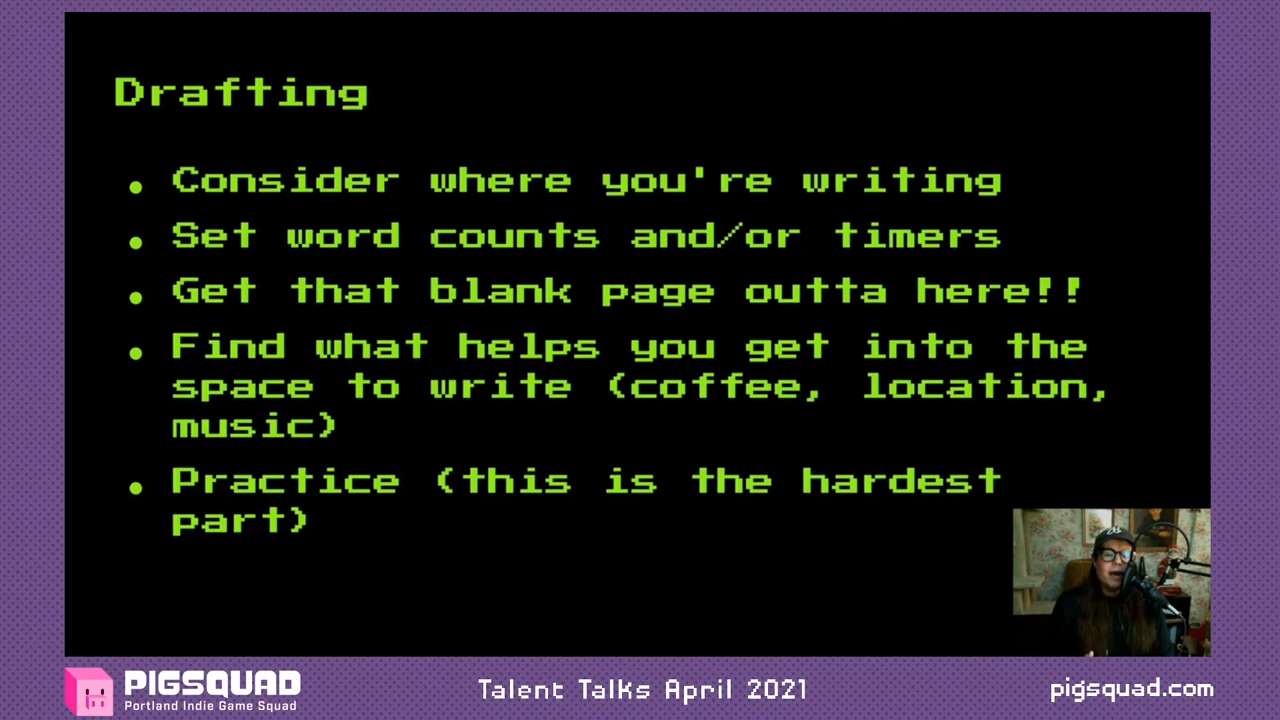 Drafting
• Consider where you're writing
• Set word counts and/or timers
• Get that blank page outta here!!
• Find what helps you get into the
space to write (coffee, location,
music)
• Practice (this is the hardest
part)
PIGSQUAD
Portland Indie Game Squad
Talent Talks April 2021
pigsquad.com